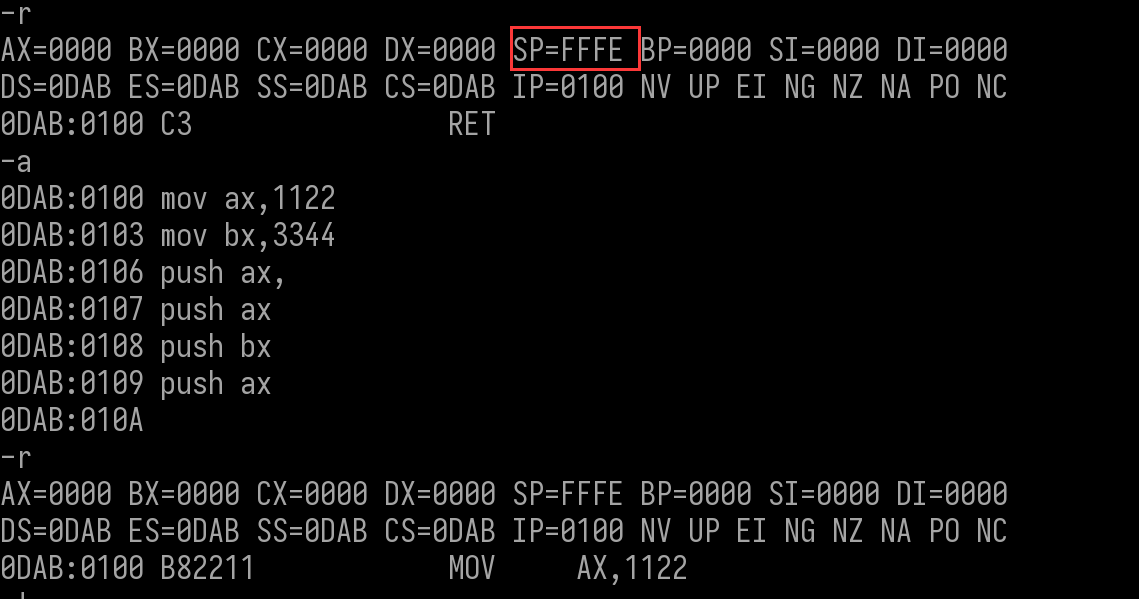 -r
AX=0000 BX=0000 CX=0000 DX=0000 SP=FFFE BP=0000 SI=0000 DI=0000
DS=0DAB ES=0DAB SS=0DAB CS=0DAB IP=0100 NV UP EI NG NZ NA PO NC
0DAB:0100 C3 RET
-a
0DAB:0100 mov ax,1122
0DAB:0103 mov bx,3344
0DAB:0106 push ax,
0DAB:0107 push ax
0DAB:0108 push bx
0DAB:0109 push ax
0DAB:010A
-r
AX=0000 BX=0000 CX=0000 DX=0000 SP=FFFE BP=0000 SI=0000 DI=0000
DS=0DAB ES=0DAB SS=0DAB CS=0DAB IP=0100 NV UP EI NG NZ NA PO NC
0DAB:0100 B82211 MOV AX,1122